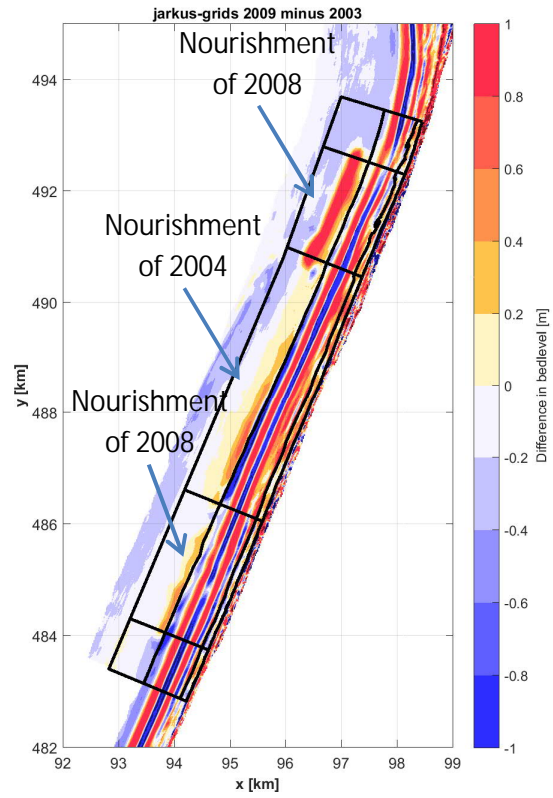 jarkus-grids 2009 minus 2003
Nourishment
of 2008
Nourishment
of 2004
Nourishment
of 2008
494
492
490
488
486
484
482
y [km]
92
93
94
95
96
97
98
99
x [km]
1
0.8
0.6
0.4
0.2
0
-0.2
-0.4
-0.6
-0.8
-1
Difference in bedlevel [m]